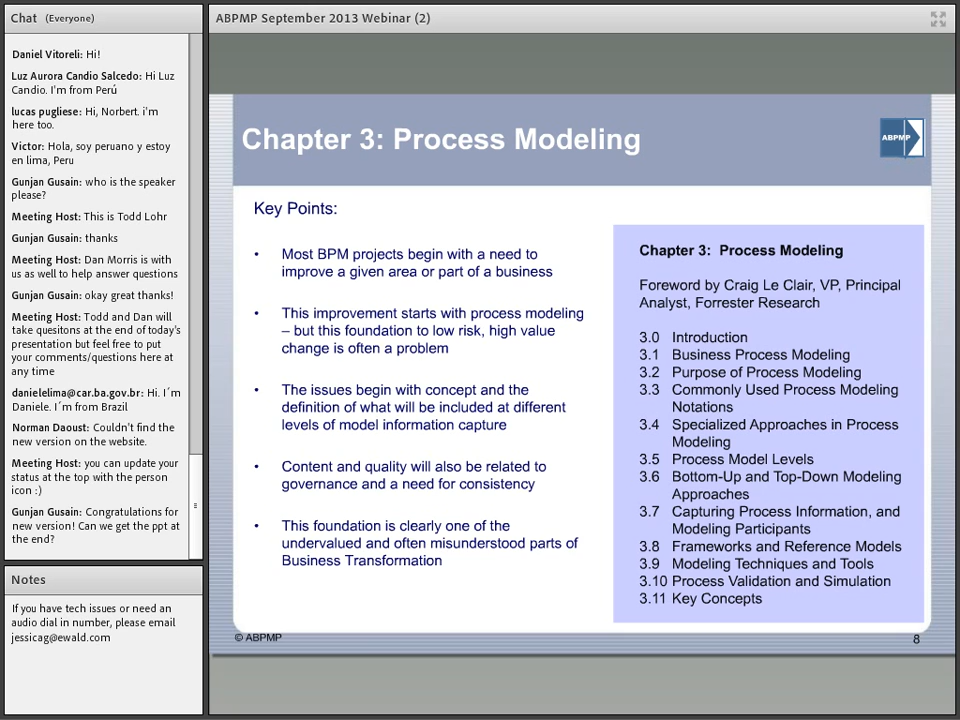 Chat (Everyone)
Daniel Vitoreli: Hi!
Luz Aurora Candio Salcedo: Hi Luz
Candio. I'm from Perú
lucas pugliese: Hi, Norbert. i'm
here too.
Victor: Hola, soy peruano y estoy
en lima, Peru
Gunjan Gusain: who is the speaker
please?
Meeting Host: This is Todd Lohr
Gunjan Gusain: thanks
Meeting Host: Dan Morris is with
us as well to help answer questions
Gunjan Gusain: okay great thanks!
Meeting Host: Todd and Dan will
take quesitons at the end of today's
presentation but feel free to put
your comments/questions here at
any time
danielelima@car.ba.gov.br: Hi. I´m
Daniele. I´m from Brazil
Norman Daoust: Couldn't find the
new version on the website.
Meeting Host: you can update your
status at the top with the person
icon :)
Gunjan Gusain: Congratulations for
new version! Can we get the ppt at
the end?
Notes
If you have tech issues or need an
audio dial in number, please email
jessicag@ewald.com
ABPMP September 2013 Webinar (2)
Chapter 3: Process Modeling
ABPMP
Key Points:
• Most BPM projects begin with a need to
improve a given area or part of a business
• This improvement starts with process modeling
– but this foundation to low risk, high value
change is often a problem
• The issues begin with concept and the
definition of what will be included at different
levels of model information capture
• Content and quality will also be related to
governance and a need for consistency
• This foundation is clearly one of the
undervalued and often misunderstood parts of
Business Transformation
Chapter 3: Process Modeling
Foreword by Craig Le Clair, VP, Principal
Analyst, Forrester Research
3.0 Introduction
3.1 Business Process Modeling
3.2 Purpose of Process Modeling
3.3 Commonly Used Process Modeling
Notations
3.4 Specialized Approaches in Process
Modeling
3.5 Process Model Levels
3.6 Bottom-Up and Top-Down Modeling
Approaches
3.7 Capturing Process Information, and
Modeling Participants
3.8 Frameworks and Reference Models
3.9 Modeling Techniques and Tools
3.10 Process Validation and Simulation
3.11 Key Concepts
© ABPMP
8